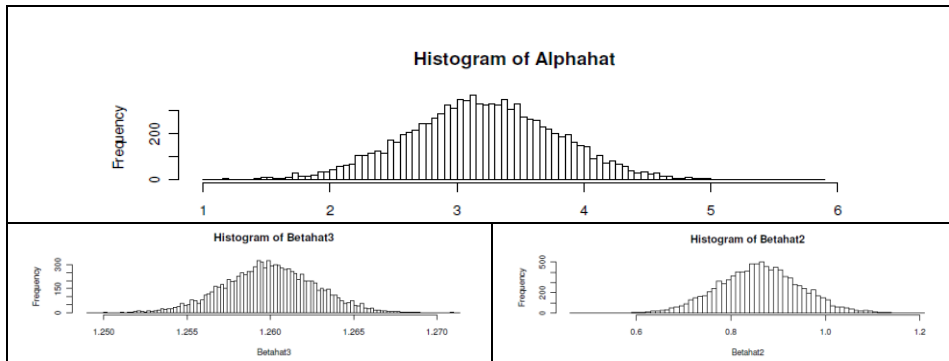 Histogram of Alphahat
Frequency
200
0
1 2 3 4 5 6
Histogram of Betahat3
Frequency
300
150
0
1.250 1.255 1.260 1.265 1.270
Betahat3
Histogram of Betahat2
Frequency
500
200
0
0.6 0.8 1.0 1.2
Betahat2